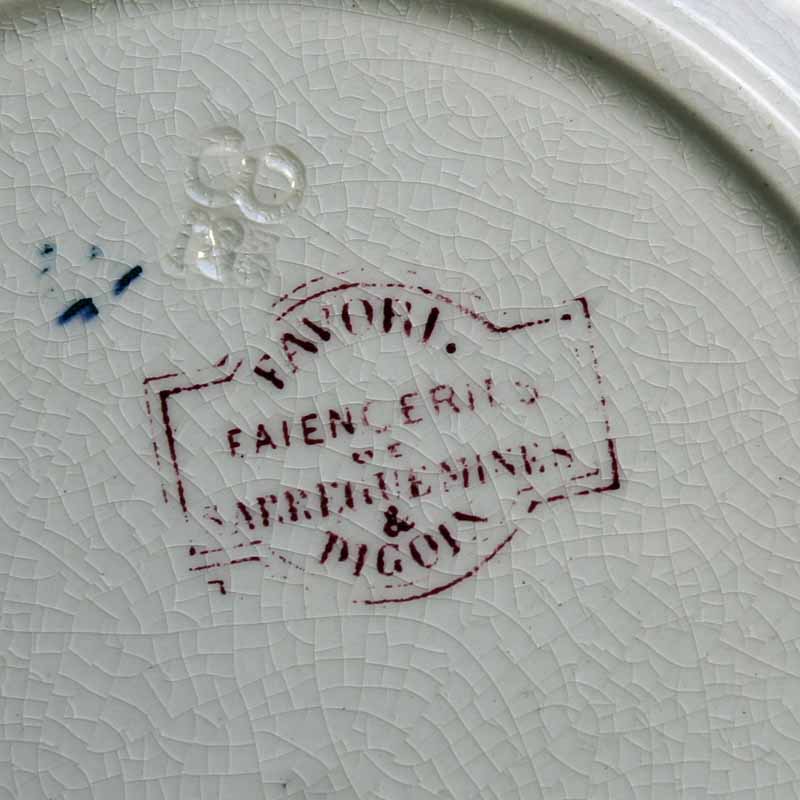 FAVORI.
FAIENCERIES
DE
SARREGUEMINES
&
DIGOIN